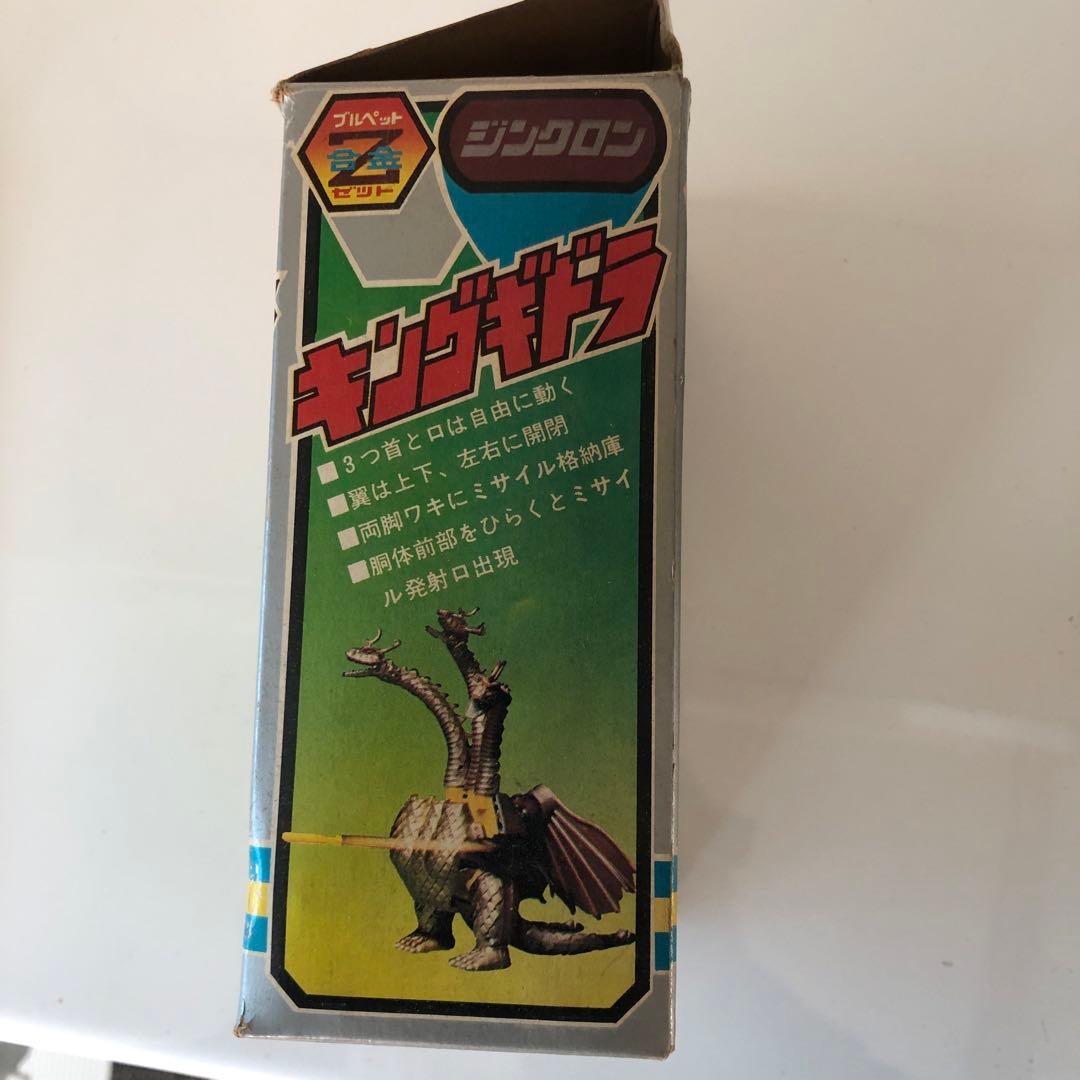 ブルペット
Z
合金
ゼット
ジンクロン
キングギドラ
■3つ首と口は自由に動く
■翼は上下、左右に開閉
■両脚ワキにミサイル格納庫
■胴体前部をひらくとミサイ
ル発射口出現